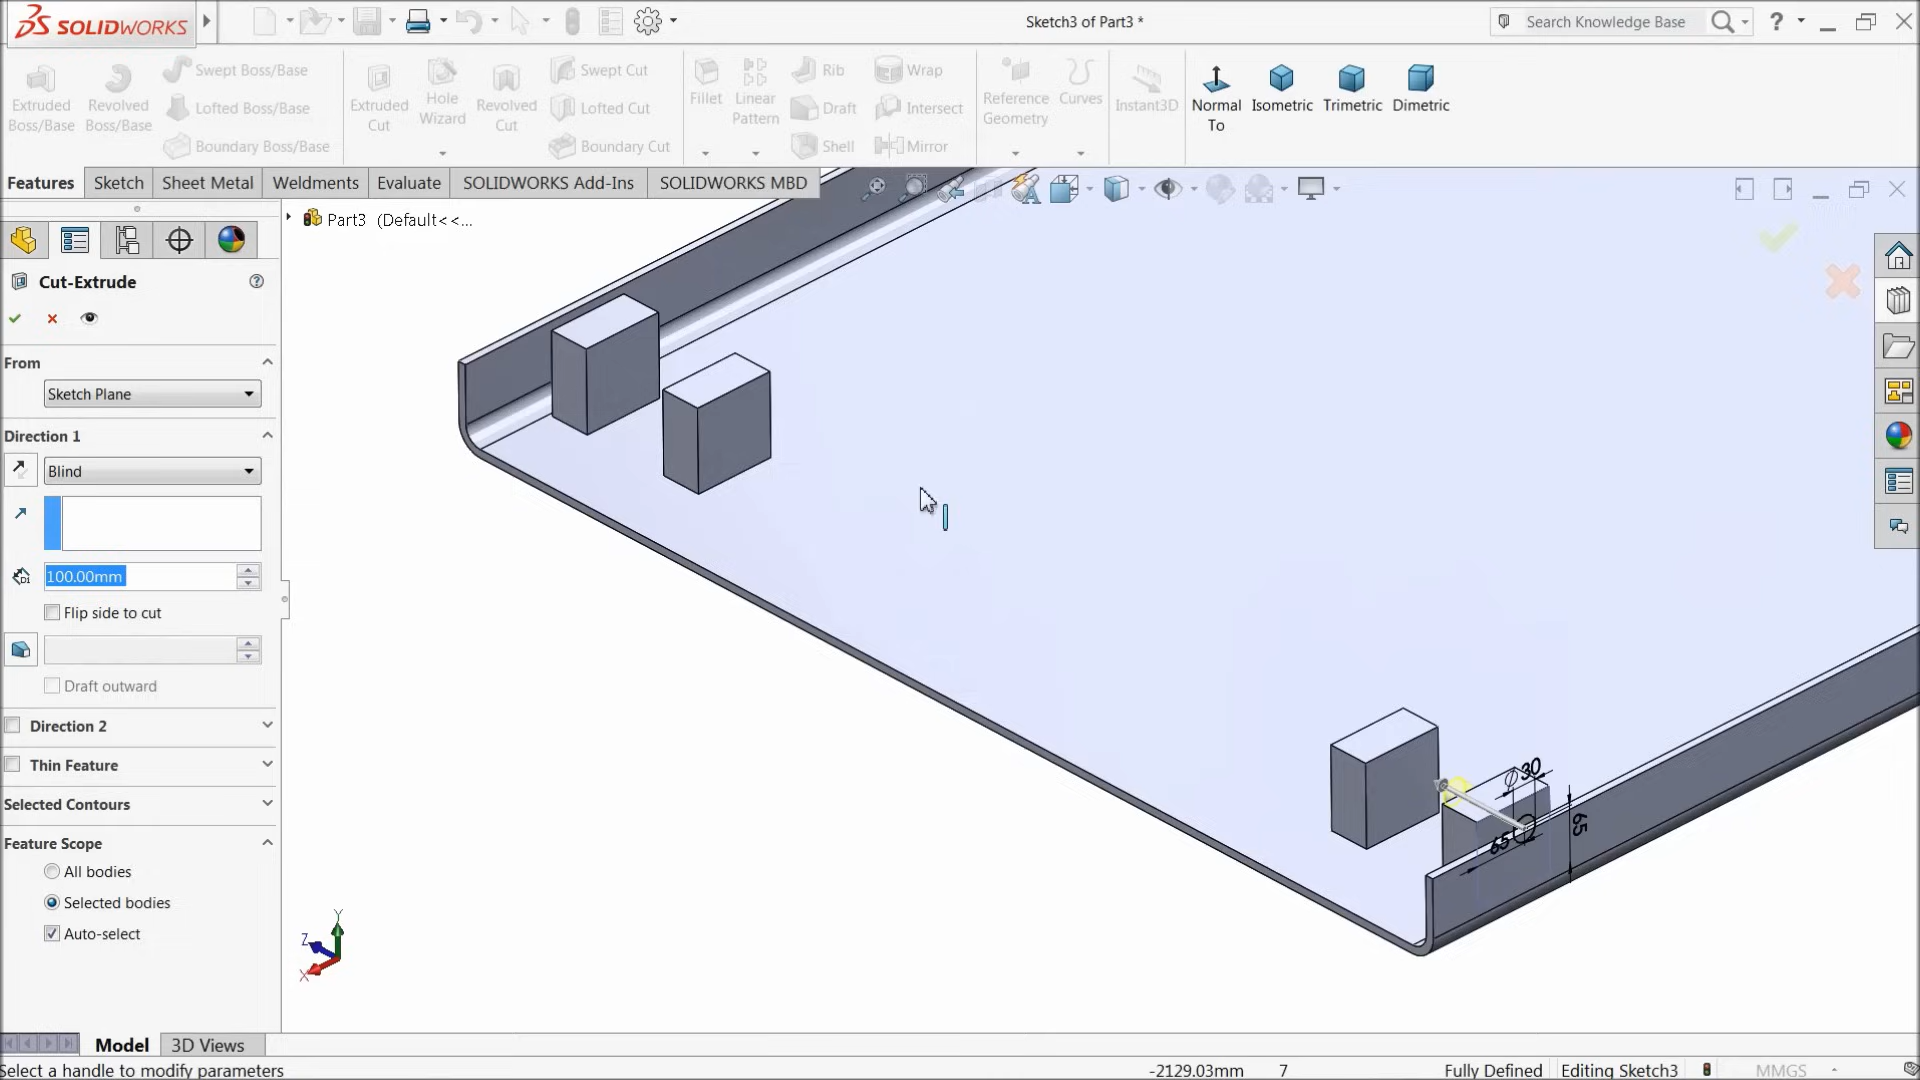 SOLIDWORKS
Sketch3 of Part3 *
Search Knowledge Base
?
Extruded Boss/Base
Revolved Boss/Base
Swept Boss/Base
Lofted Boss/Base
Boundary Boss/Base
Extruded Cut
Hole Wizard
Revolved Cut
Swept Cut
Lofted Cut
Boundary Cut
Fillet
Linear Pattern
Rib
Draft
Shell
Wrap
Intersect
Mirror
Reference Geometry
Curves
Instant3D
Normal To
Isometric
Trimetric
Dimetric
Features
Sketch
Sheet Metal
Weldments
Evaluate
SOLIDWORKS Add-Ins
SOLIDWORKS MBD
Part3 (Default<<...
Cut-Extrude
?
From
Sketch Plane
Direction 1
Blind
100.00mm
Flip side to cut
Draft outward
Direction 2
Thin Feature
Selected Contours
Feature Scope
All bodies
Selected bodies
Auto-select
Ø30
65
65
Y
Z
X
Model
3D Views
Select a handle to modify parameters
-2129.03mm
7
Fully Defined
Editing Sketch3
MMGS